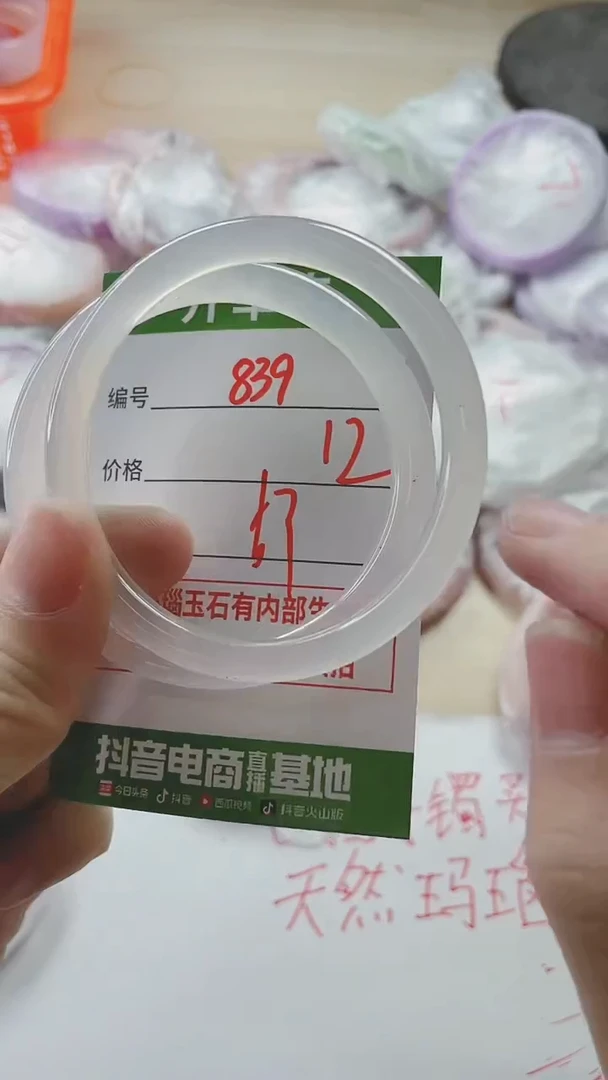 编号 839
价格 12
玉石有内部
抖音电商直播基地
今日头条 抖音 西瓜视频 抖音火山版
镯
天然玛瑙